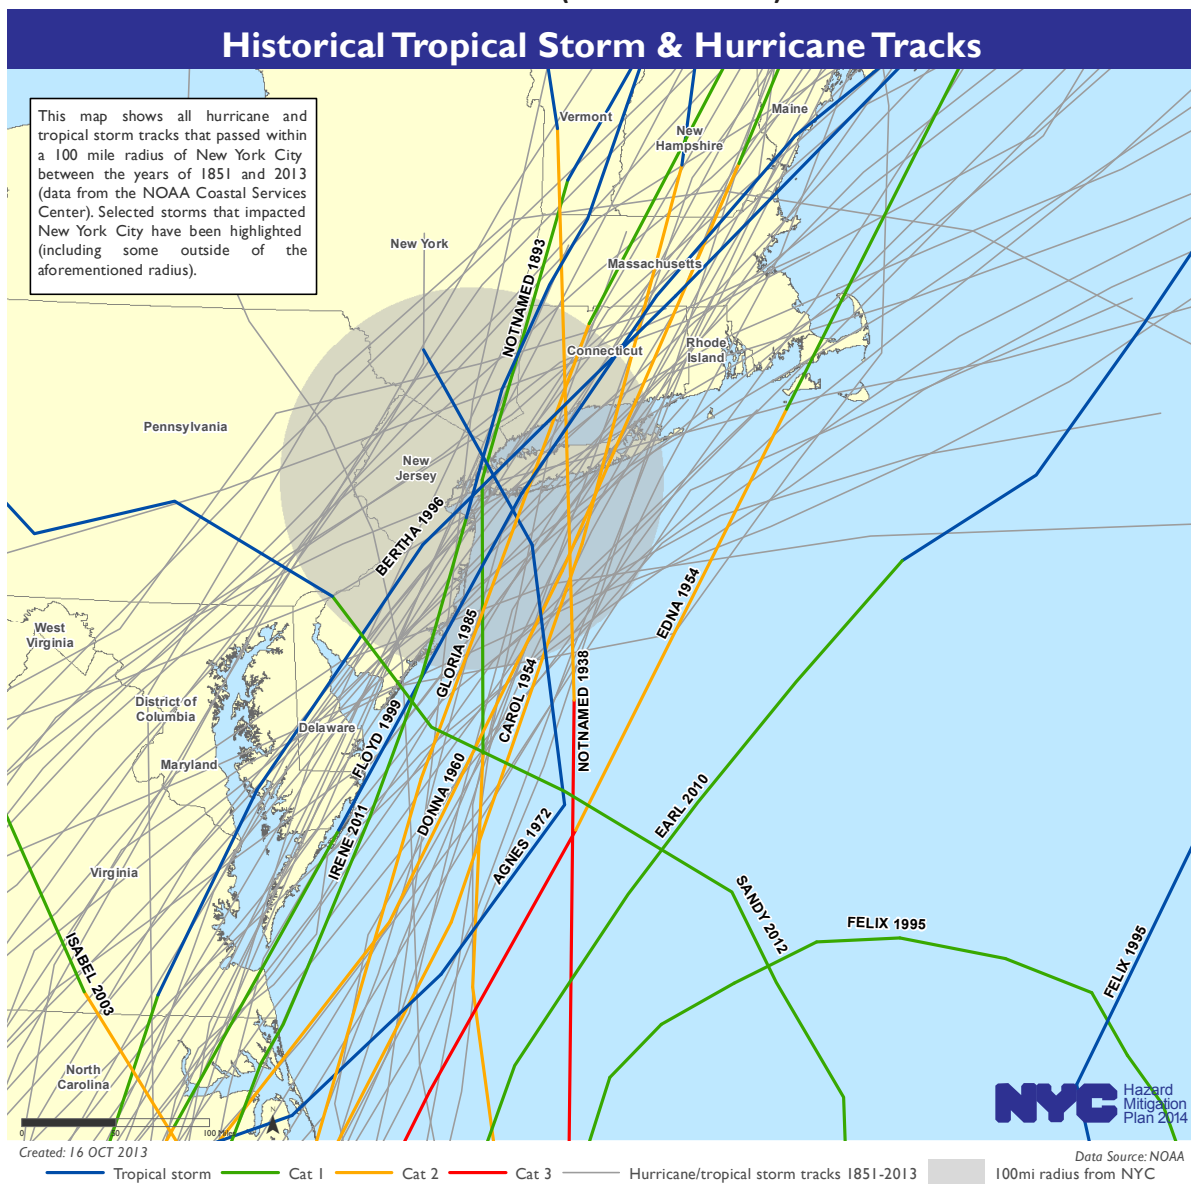 Historical Tropical Storm & Hurricane Tracks
This map shows all hurricane and
tropical storm tracks that passed within
a 100 mile radius of New York City
between the years of 1851 and 2013
(data from the NOAA Coastal Services
Center). Selected storms that impacted
New York City have been highlighted
(including some outside of the
aforementioned radius).
Vermont
Maine
New
Hampshire
New York
Massachusetts
NOTNAMED 1893
Connecticut
Rhode
Island
Pennsylvania
New
Jersey
BERTHA 1996
EDNA 1954
West
Virginia
GLORIA 1985
CAROL 1954
NOTNAMED 1938
District of
Columbia
Delaware
FLOYD 1999
Maryland
DONNA 1960
IRENE 2011
AGNES 1972
EARL 2010
Virginia
SANDY 2012
FELIX 1995
FELIX 1995
ISABEL 2003
North
Carolina
N
0 50 100 Miles
NYC
Hazard
Mitigation
Plan 2014
Created: 16 OCT 2013
Data Source: NOAA
Tropical storm
Cat 1
Cat 2
Cat 3
Hurricane/tropical storm tracks 1851-2013
100mi radius from NYC